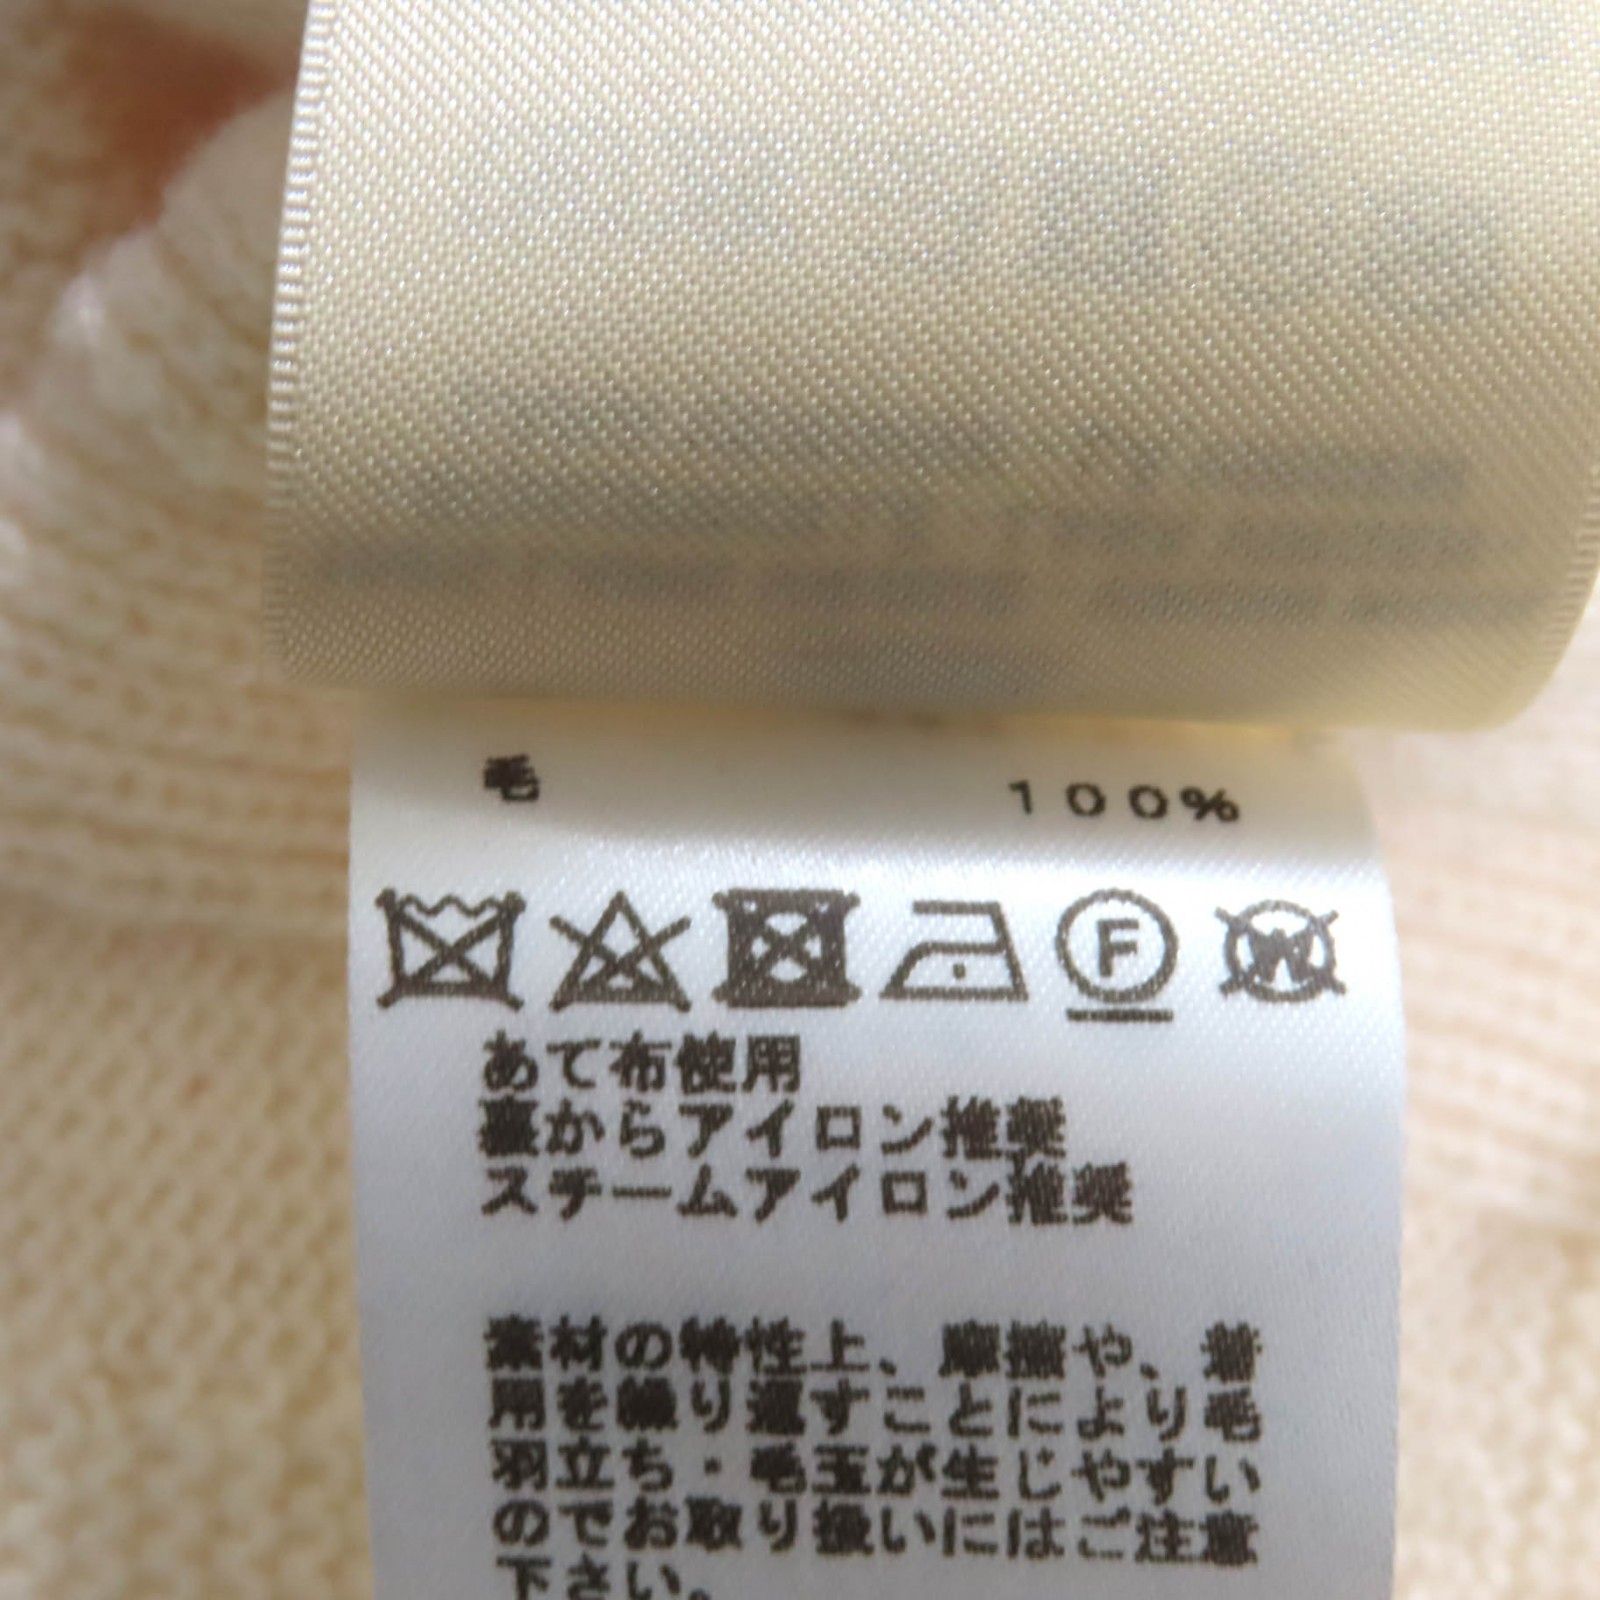 毛 100%
F W
あて布使用
裏からアイロン推奨
スチームアイロン推奨
素材の特性上、摩擦や、着
用を繰り返すことにより毛
羽立ち・毛玉が生じやすい
のでお取り扱いにはご注意
下さい。